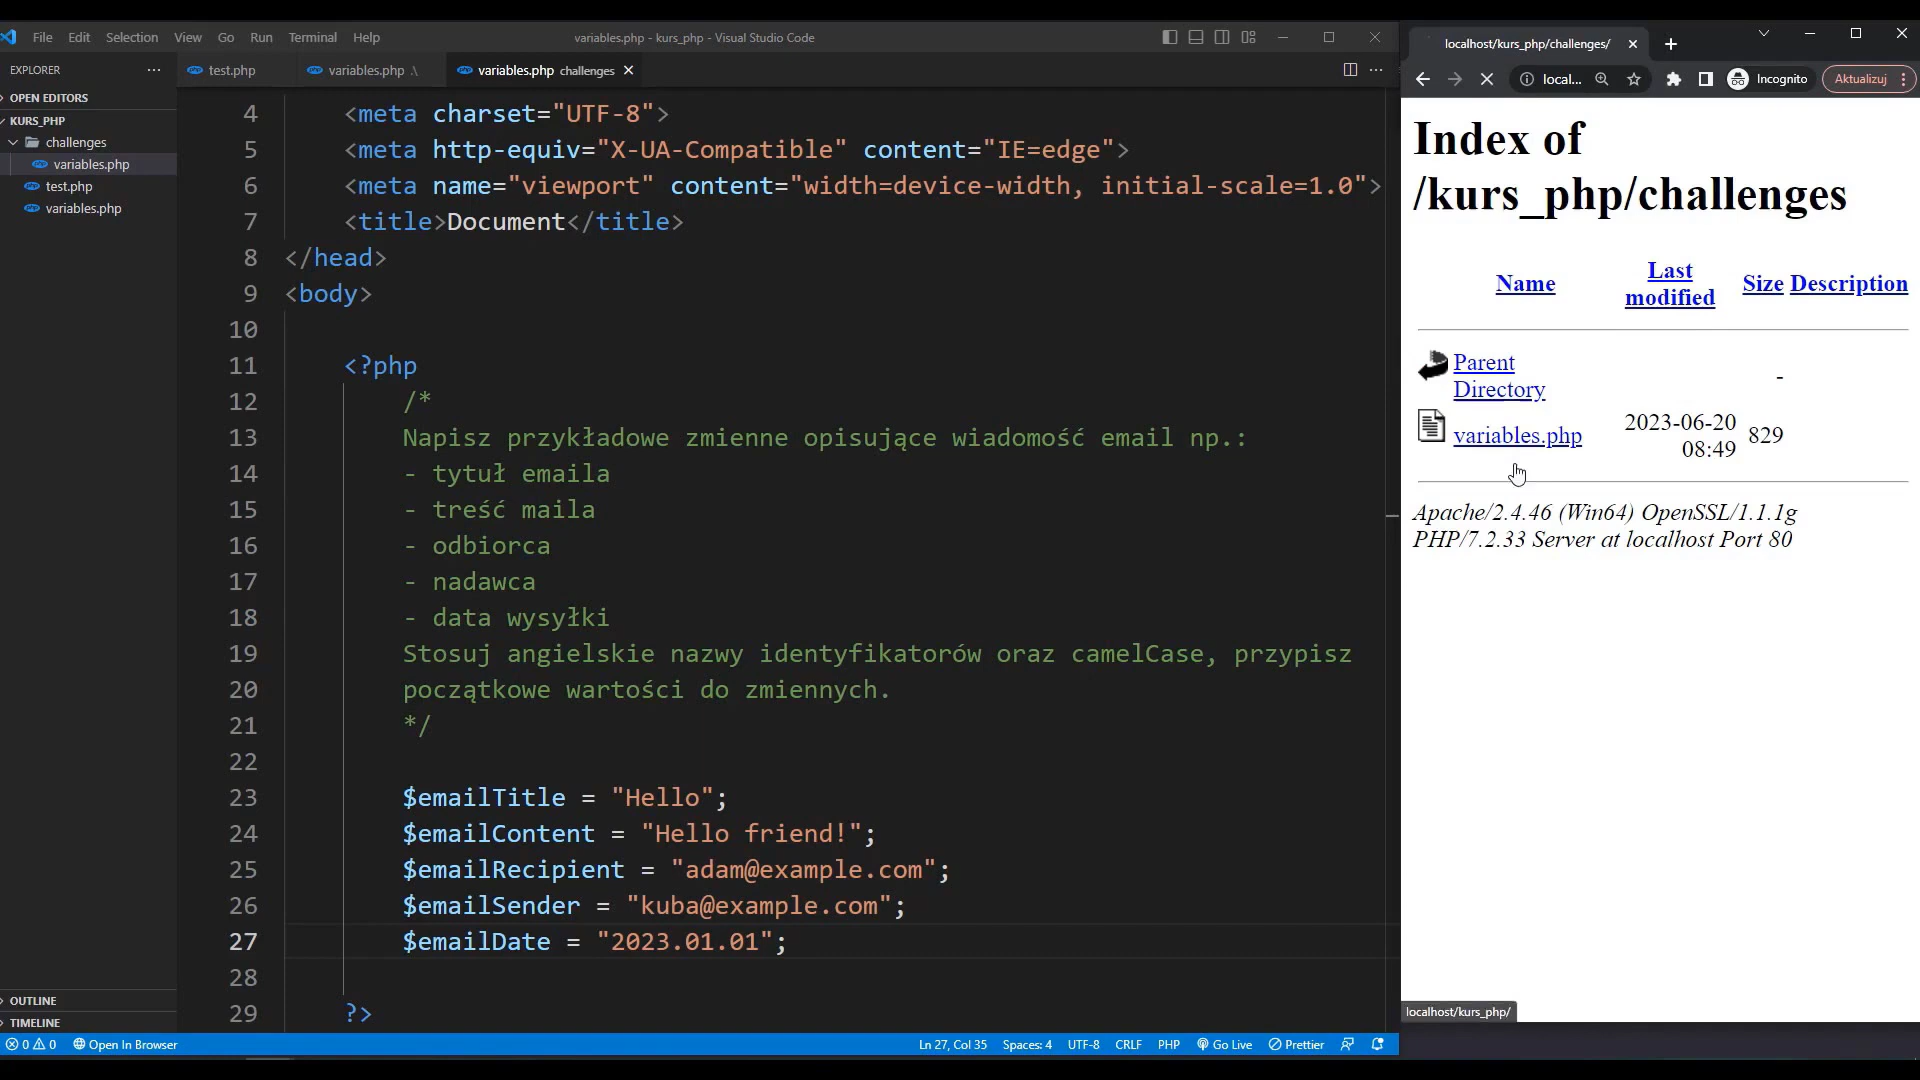 File Edit Selection View Go Run Terminal Help
variables.php - kurs_php - Visual Studio Code
EXPLORER
OPEN EDITORS
KURS_PHP
challenges
variables.php
test.php
variables.php
OUTLINE
TIMELINE
test.php
variables.php .\
variables.php challenges
4 <meta charset="UTF-8">
5 <meta http-equiv="X-UA-Compatible" content="IE=edge">
6 <meta name="viewport" content="width=device-width, initial-scale=1.0">
7 <title>Document</title>
8 </head>
9 <body>
10
11 <?php
12 /*
13 Napisz przykładowe zmienne opisujące wiadomość email np.:
14 - tytuł emaila
15 - treść maila
16 - odbiorca
17 - nadawca
18 - data wysyłki
19 Stosuj angielskie nazwy identyfikatorów oraz camelCase, przypisz
20 początkowe wartości do zmiennych.
21 */
22
23 $emailTitle = "Hello";
24 $emailContent = "Hello friend!";
25 $emailRecipient = "adam@example.com";
26 $emailSender = "kuba@example.com";
27 $emailDate = "2023.01.01";
28
29 ?>
0 0 Open In Browser
Ln 27, Col 35 Spaces: 4 UTF-8 CRLF PHP Go Live Prettier
localhost/kurs_php/challenges/
local...
Incognito
Aktualizuj
Index of
/kurs_php/challenges
Name Last modified Size Description
Parent Directory -
variables.php 2023-06-20 08:49 829
Apache/2.4.46 (Win64) OpenSSL/1.1.1g
PHP/7.2.33 Server at localhost Port 80
localhost/kurs_php/